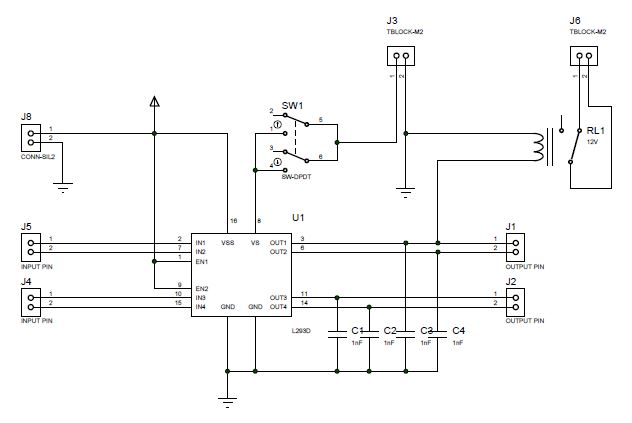 J3
TBLOCK-M2
J6
TBLOCK-M2
1
2
1
2
SW1
2
5
1
3
6
4
SW-DPDT
J8
1
2
CONN-SIL2
RL1
12V
16
8
U1
J5
1
2
INPUT PIN
2
7
1
IN1
IN2
EN1
VSS
VS
OUT1
OUT2
3
6
J1
1
2
OUTPUT PIN
J4
1
2
INPUT PIN
9
10
15
EN2
IN3
IN4
GND
GND
OUT3
OUT4
11
14
J2
1
2
OUTPUT PIN
L293D
C1
1nF
C2
1nF
C3
1nF
C4
1nF